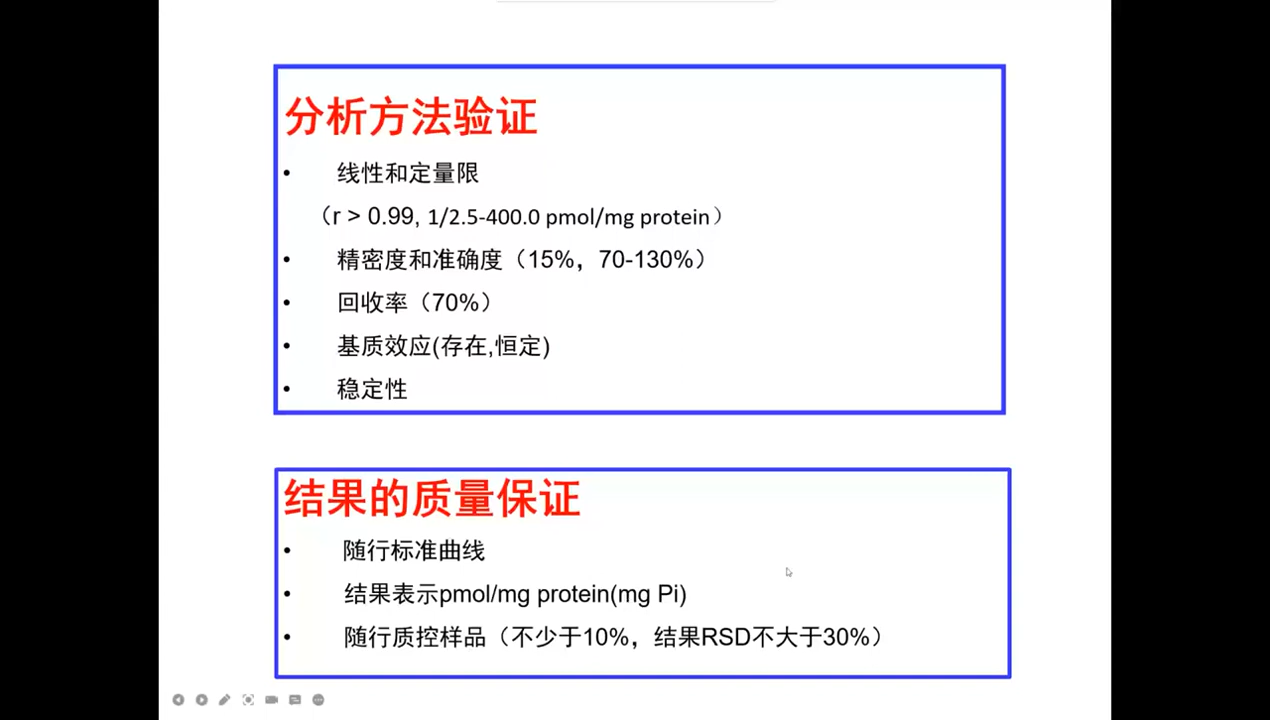 分析方法验证
• 线性和定量限
（r > 0.99, 1/2.5-400.0 pmol/mg protein）
• 精密度和准确度（15%，70-130%）
• 回收率（70%）
• 基质效应(存在,恒定)
• 稳定性
结果的质量保证
• 随行标准曲线
• 结果表示pmol/mg protein(mg Pi)
• 随行质控样品（不少于10%，结果RSD不大于30%）